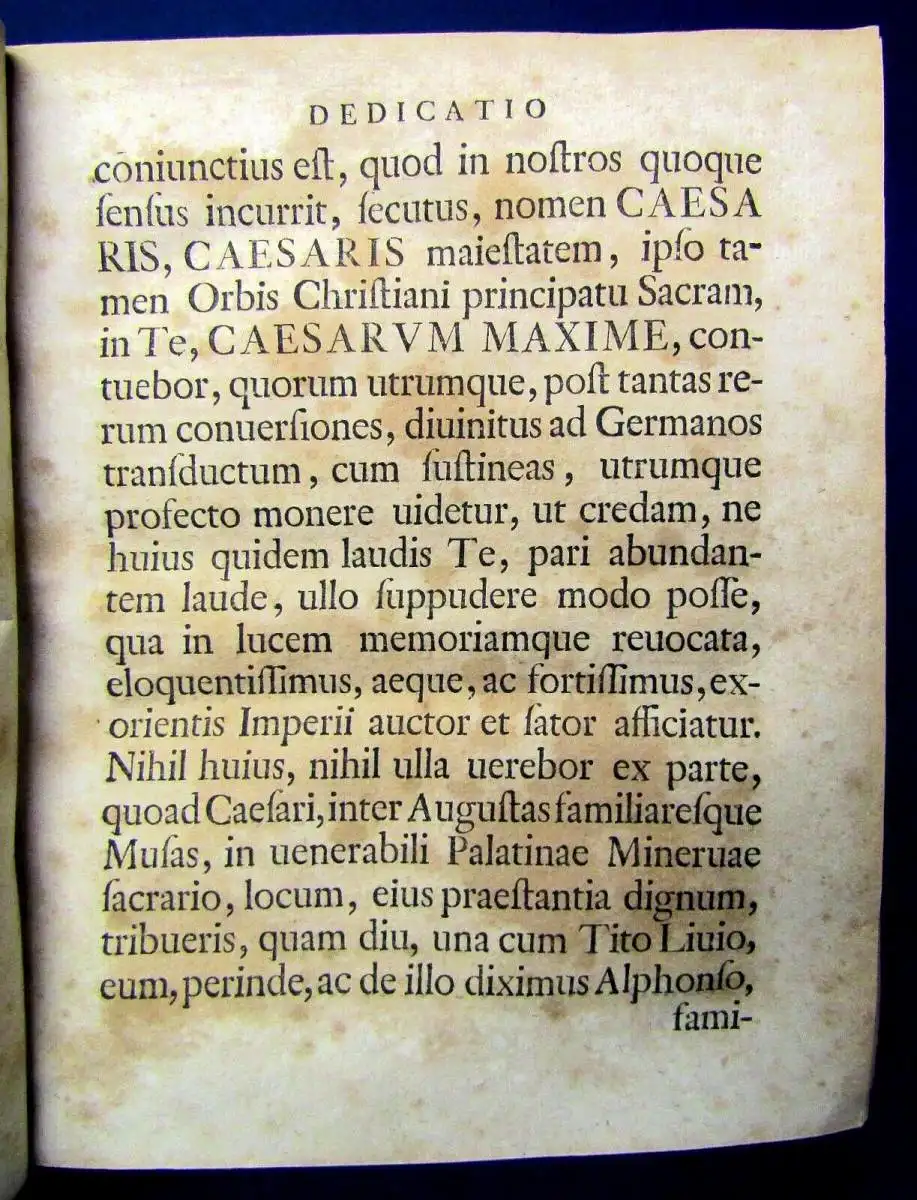 DEDICATIO
coniunctius eſt, quod in noſtros quoque
ſenſus incurrit, ſecutus, nomen CAESA
RIS, CAESARIS maieſtatem, ipſo ta-
men Orbis Chriſtiani principatu Sacram,
in Te, CAESARVM MAXIME, con-
tuebor, quorum utrumque, poſt tantas re-
rum conuerſiones, diuinitus ad Germanos
tranſductum, cum ſuſtineas, utrumque
profecto monere uidetur, ut credam, ne
huius quidem laudis Te, pari abundan-
tem laude, ullo ſuppudere modo poſſe,
qua in lucem memoriamque reuocata,
eloquentiſſimus, aeque, ac fortiſſimus, ex-
orientis Imperii auctor et ſator afficiatur.
Nihil huius, nihil ulla uerebor ex parte,
quoad Caeſari, inter Auguſtas familiareſque
Muſas, in uenerabili Palatinae Mineruae
ſacrario, locum, eius praeſtantia dignum,
tribueris, quam diu, una cum Tito Liuio,
eum, perinde, ac de illo diximus Alphonſo,
fami-